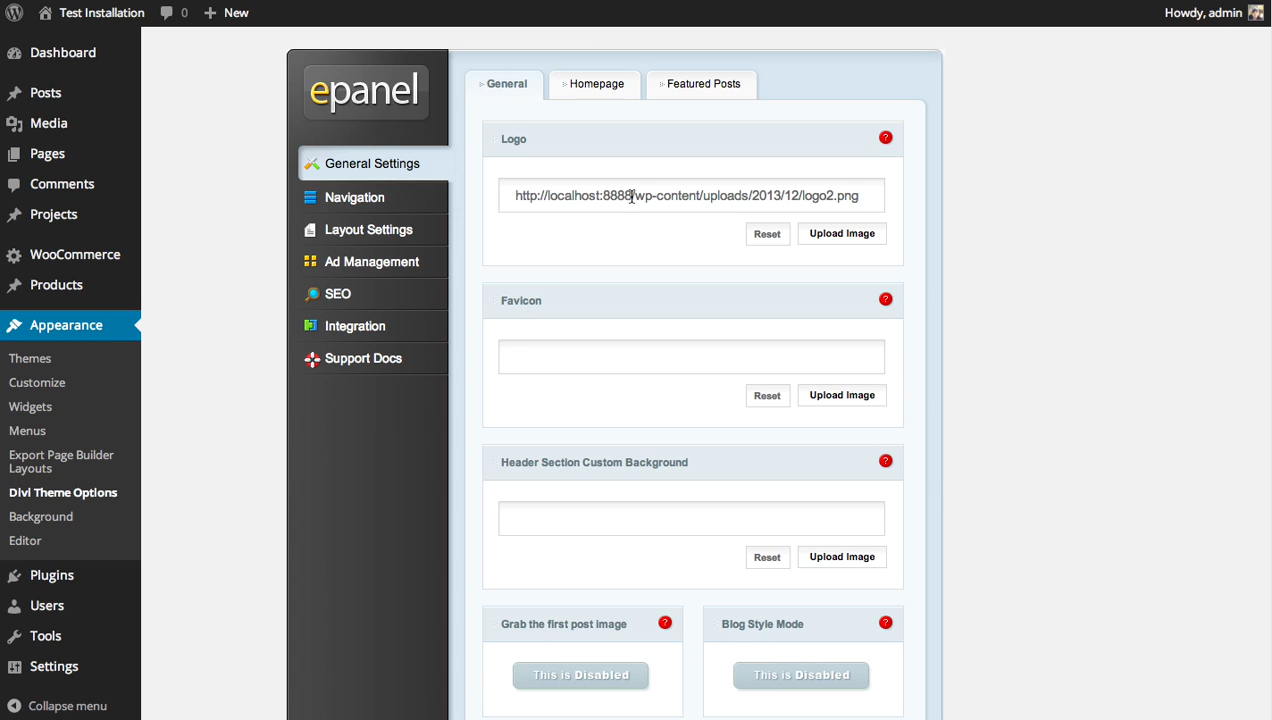 Test Installation
0
New
Howdy, admin
Dashboard
Posts
Media
Pages
Comments
Projects
WooCommerce
Products
Appearance
Themes
Customize
Widgets
Menus
Export Page Builder
Layouts
Divi Theme Options
Background
Editor
Plugins
Users
Tools
Settings
Collapse menu
epanel
General Settings
Navigation
Layout Settings
Ad Management
SEO
Integration
Support Docs
General
Homepage
Featured Posts
Logo
?
http://localhost:8888/wp-content/uploads/2013/12/logo2.png
Reset
Upload Image
Favicon
?
Reset
Upload Image
Header Section Custom Background
?
Reset
Upload Image
Grab the first post image
?
This is Disabled
Blog Style Mode
?
This is Disabled